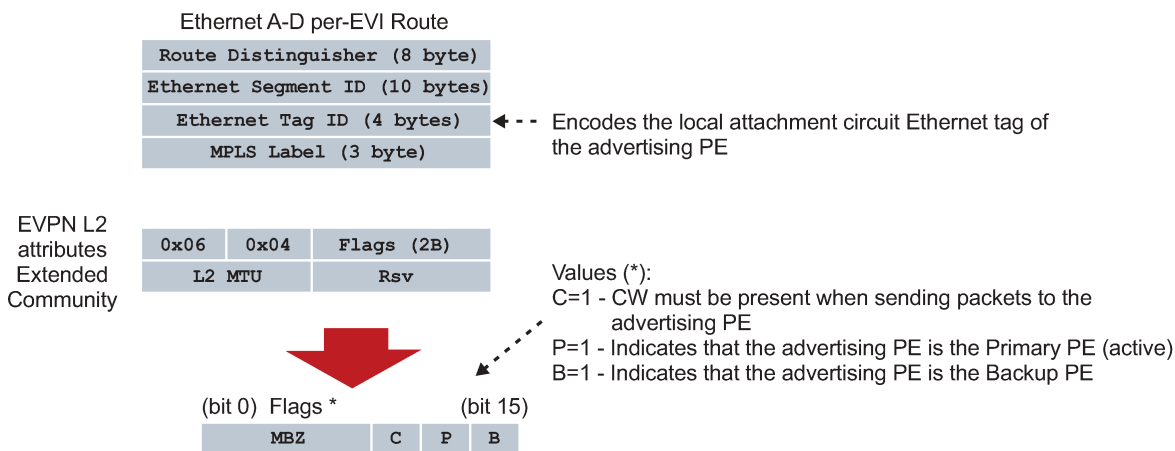 Ethernet A-D per-EVI Route
Route Distinguisher (8 byte)
Ethernet Segment ID (10 bytes)
Ethernet Tag ID (4 bytes)
MPLS Label (3 byte)
Encodes the local attachment circuit Ethernet tag of
the advertising PE
EVPN L2
attributes
Extended
Community
0x06 0x04 Flags (2B)
L2 MTU Rsv
Values (*):
C=1 - CW must be present when sending packets to the
advertising PE
P=1 - Indicates that the advertising PE is the Primary PE (active)
B=1 - Indicates that the advertising PE is the Backup PE
(bit 0) Flags * (bit 15)
MBZ C P B